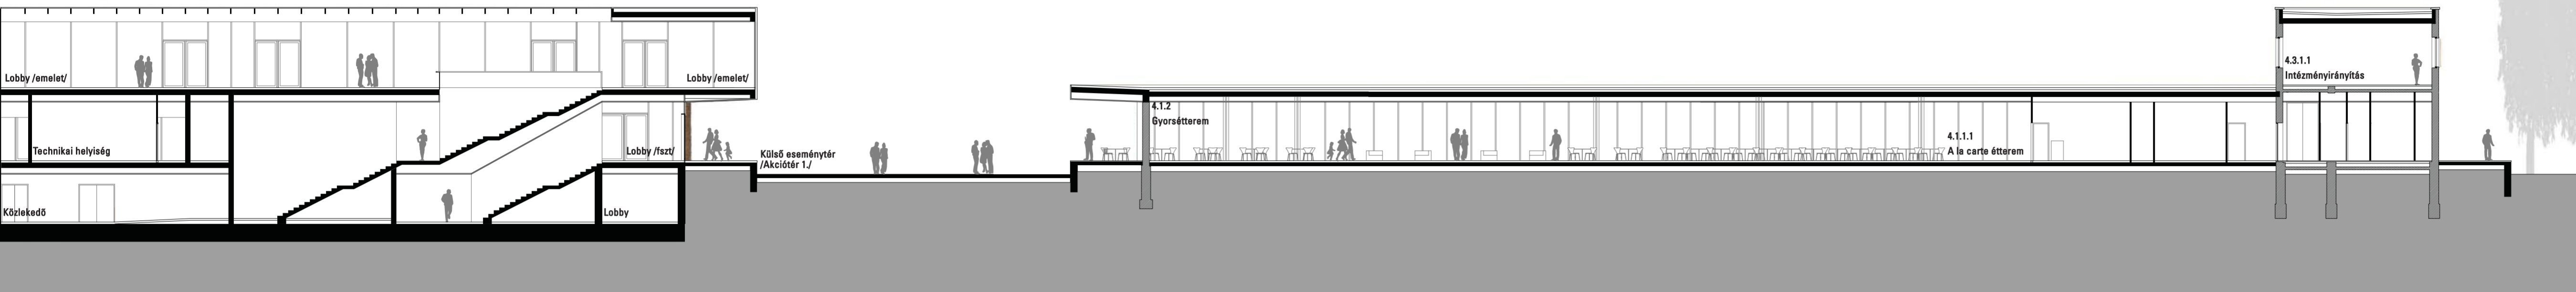 Lobby /emelet/
Lobby /emelet/
Technikai helyiség
Lobby /fszt/
Közlekedő
Lobby
Külső eseménytér
/Akciótér 1./
4.1.2
Gyorsétterem
4.1.1.1
A la carte étterem
4.3.1.1
Intézményirányítás